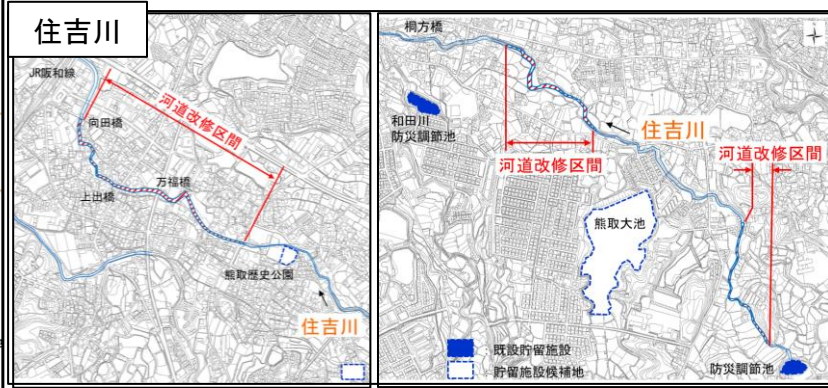 住吉川
JR阪和線
河道改修区間
向田橋
上出橋
万福橋
熊取歴史公園
住吉川
桐方橋
和田川
防災調節池
住吉川
河道改修区間
河道改修区間
熊取大池
既設貯留施設
貯留施設候補地
防災調節池